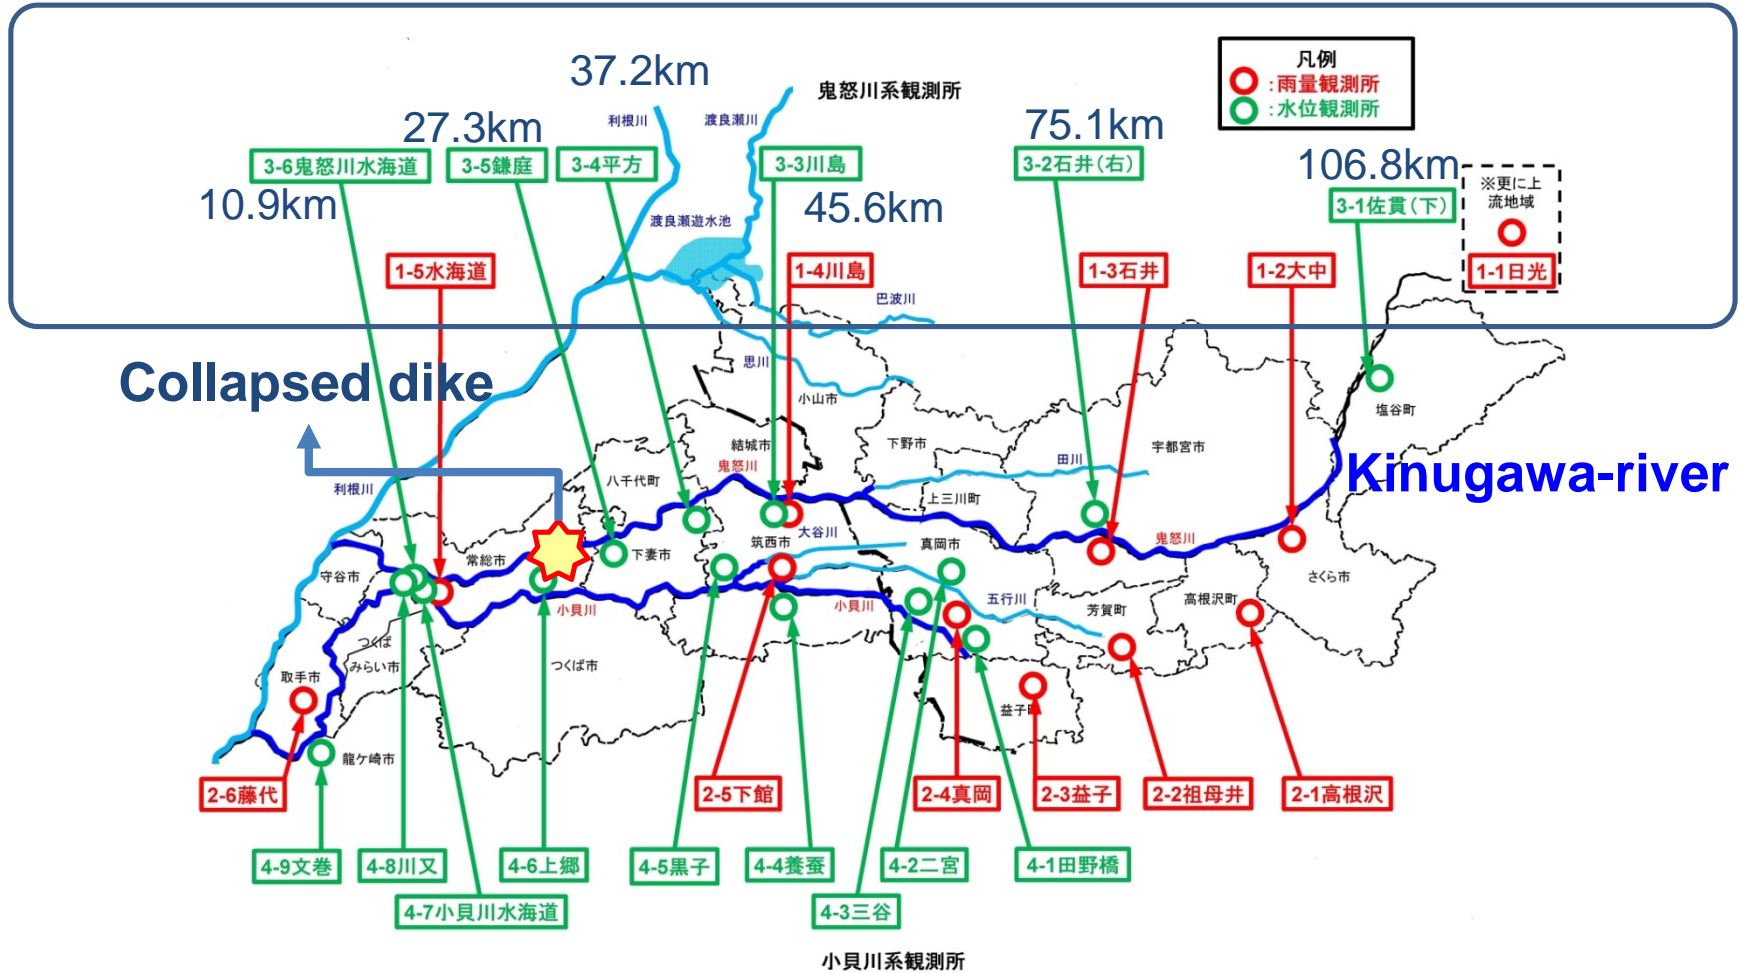 37.2km
鬼怒川系観測所
凡例
:雨量観測所
:水位観測所
27.3km
利根川
渡良瀬川
75.1km
106.8km
3-6鬼怒川水海道
3-5鎌庭
3-4平方
3-3川島
3-2石井(右)
※更に上
流地域
10.9km
45.6km
3-1佐貫(下)
渡良瀬遊水池
1-5水海道
1-4川島
1-3石井
1-2大中
1-1日光
巴波川
思川
Collapsed dike
小山市
塩谷町
結城市
下野市
宇都宮市
鬼怒川
田川
Kinugawa-river
八千代町
利根川
上三川町
大谷川
鬼怒川
筑西市
真岡市
常総市
下妻市
守谷市
さくら市
小貝川
小貝川
五行川
芳賀町
高根沢町
つくば
みらい市
つくば市
取手市
益子町
龍ケ崎市
2-6藤代
2-5下館
2-4真岡
2-3益子
2-2祖母井
2-1高根沢
4-9文巻
4-8川又
4-6上郷
4-5黒子
4-4養蚕
4-2二宮
4-1田野橋
4-7小貝川水海道
4-3三谷
小貝川系観測所